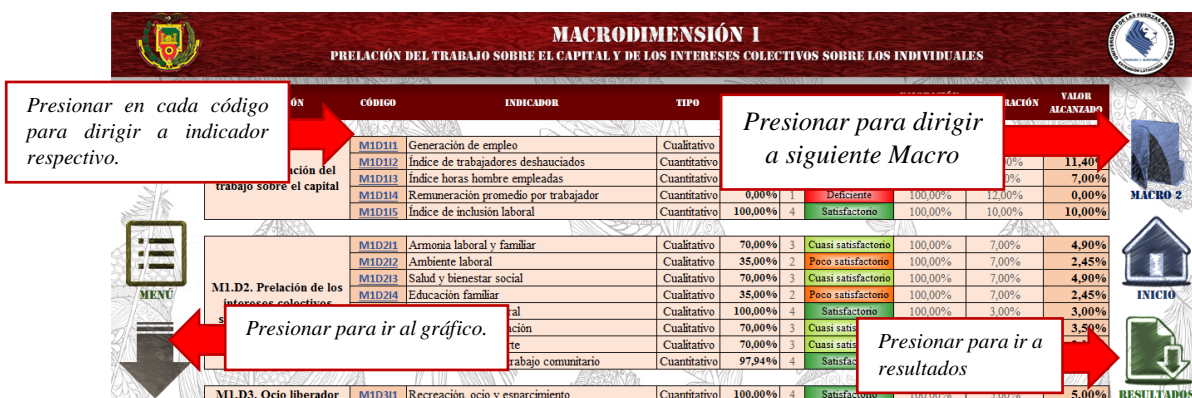 MACRODIMENSIÓN 1
PRELACIÓN DEL TRABAJO SOBRE EL CAPITAL Y DE LOS INTERESES COLECTIVOS SOBRE LOS INDIVIDUALES
CÓDIGO INDICADOR TIPO VALOR ALCANZADO
Presionar en cada código
para dirigir a indicador
respectivo.
Presionar para dirigir
a siguiente Macro
trabajo sobre el capital
M1D1I1 Generación de empleo Cualitativo
M1D1I2 Índice de trabajadores deshauciados Cuantitativo 11,40%
M1D1I3 Índice horas hombre empleadas Cuantitativo 7,00%
M1D1I4 Remuneración promedio por trabajador Cuantitativo 0,00% 1 Deficiente 100,00% 12,00% 0,00%
M1D1I5 Índice de inclusión laboral Cuantitativo 100,00% 4 Satisfactorio 100,00% 10,00% 10,00%
MACRO 2
M1.D2. Prelación de los
intereses colectivos
M1D2I1 Armonia laboral y familiar Cualitativo 70,00% 3 Cuasi satisfactorio 100,00% 7,00% 4,90%
M1D2I2 Ambiente laboral Cualitativo 35,00% 2 Poco satisfactorio 100,00% 7,00% 2,45%
M1D2I3 Salud y bienestar social Cualitativo 70,00% 3 Cuasi satisfactorio 100,00% 7,00% 4,90%
M1D2I4 Educación familiar Cualitativo 35,00% 2 Poco satisfactorio 100,00% 7,00% 2,45%
Cualitativo 100,00% 4 Satisfactorio 100,00% 3,00% 3,00%
Cualitativo 70,00% 3 3,50%
Cualitativo 70,00% 3
trabajo comunitario Cuantitativo 97,94% 4
MENÚ
INICIO
Presionar para ir al gráfico.
Presionar para ir a
resultados
M1.D3. Ocio liberador M1D3I1 Recreación, ocio y esparcimiento Cuantitativo 100,00% 4 Satisfactorio 100,00% 5,00% 5,00%
RESULTADOS